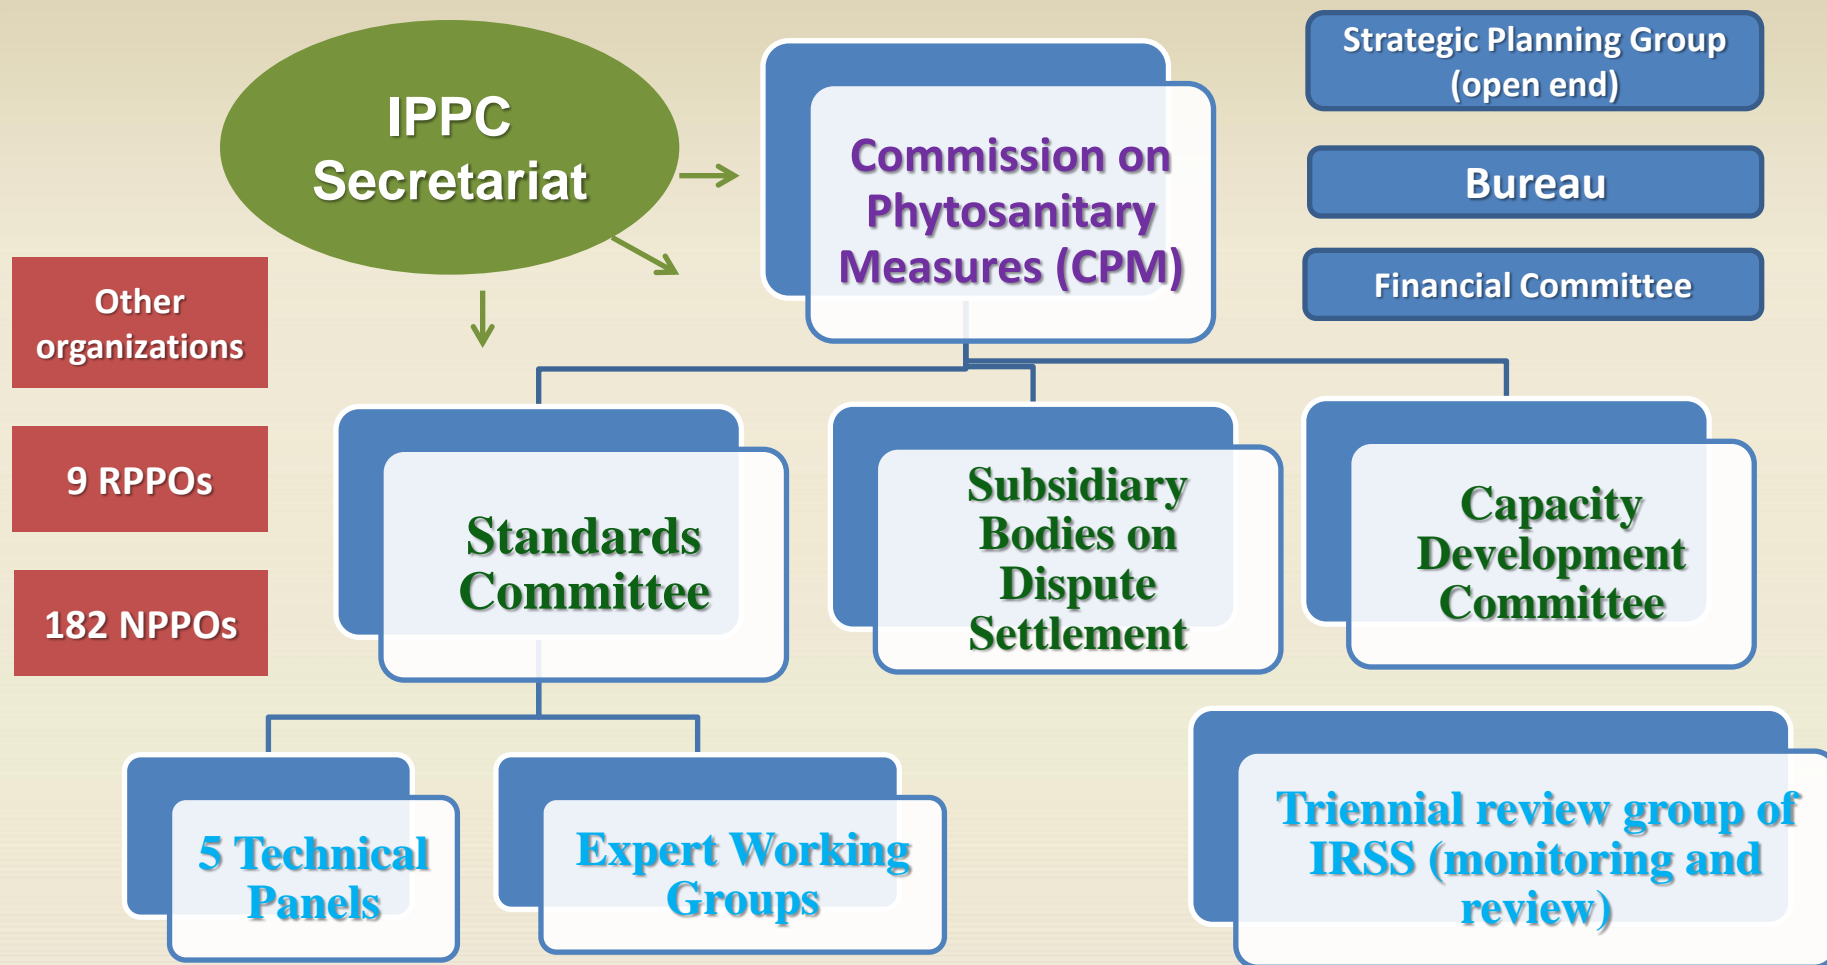 IPPC
Secretariat
Commission on
Phytosanitary
Measures (CPM)
Strategic Planning Group
(open end)
Bureau
Financial Committee
Other
organizations
9 RPPOs
182 NPPOs
Standards
Committee
Subsidiary
Bodies on
Dispute
Settlement
Capacity
Development
Committee
5 Technical
Panels
Expert Working
Groups
Triennial review group of
IRSS (monitoring and
review)